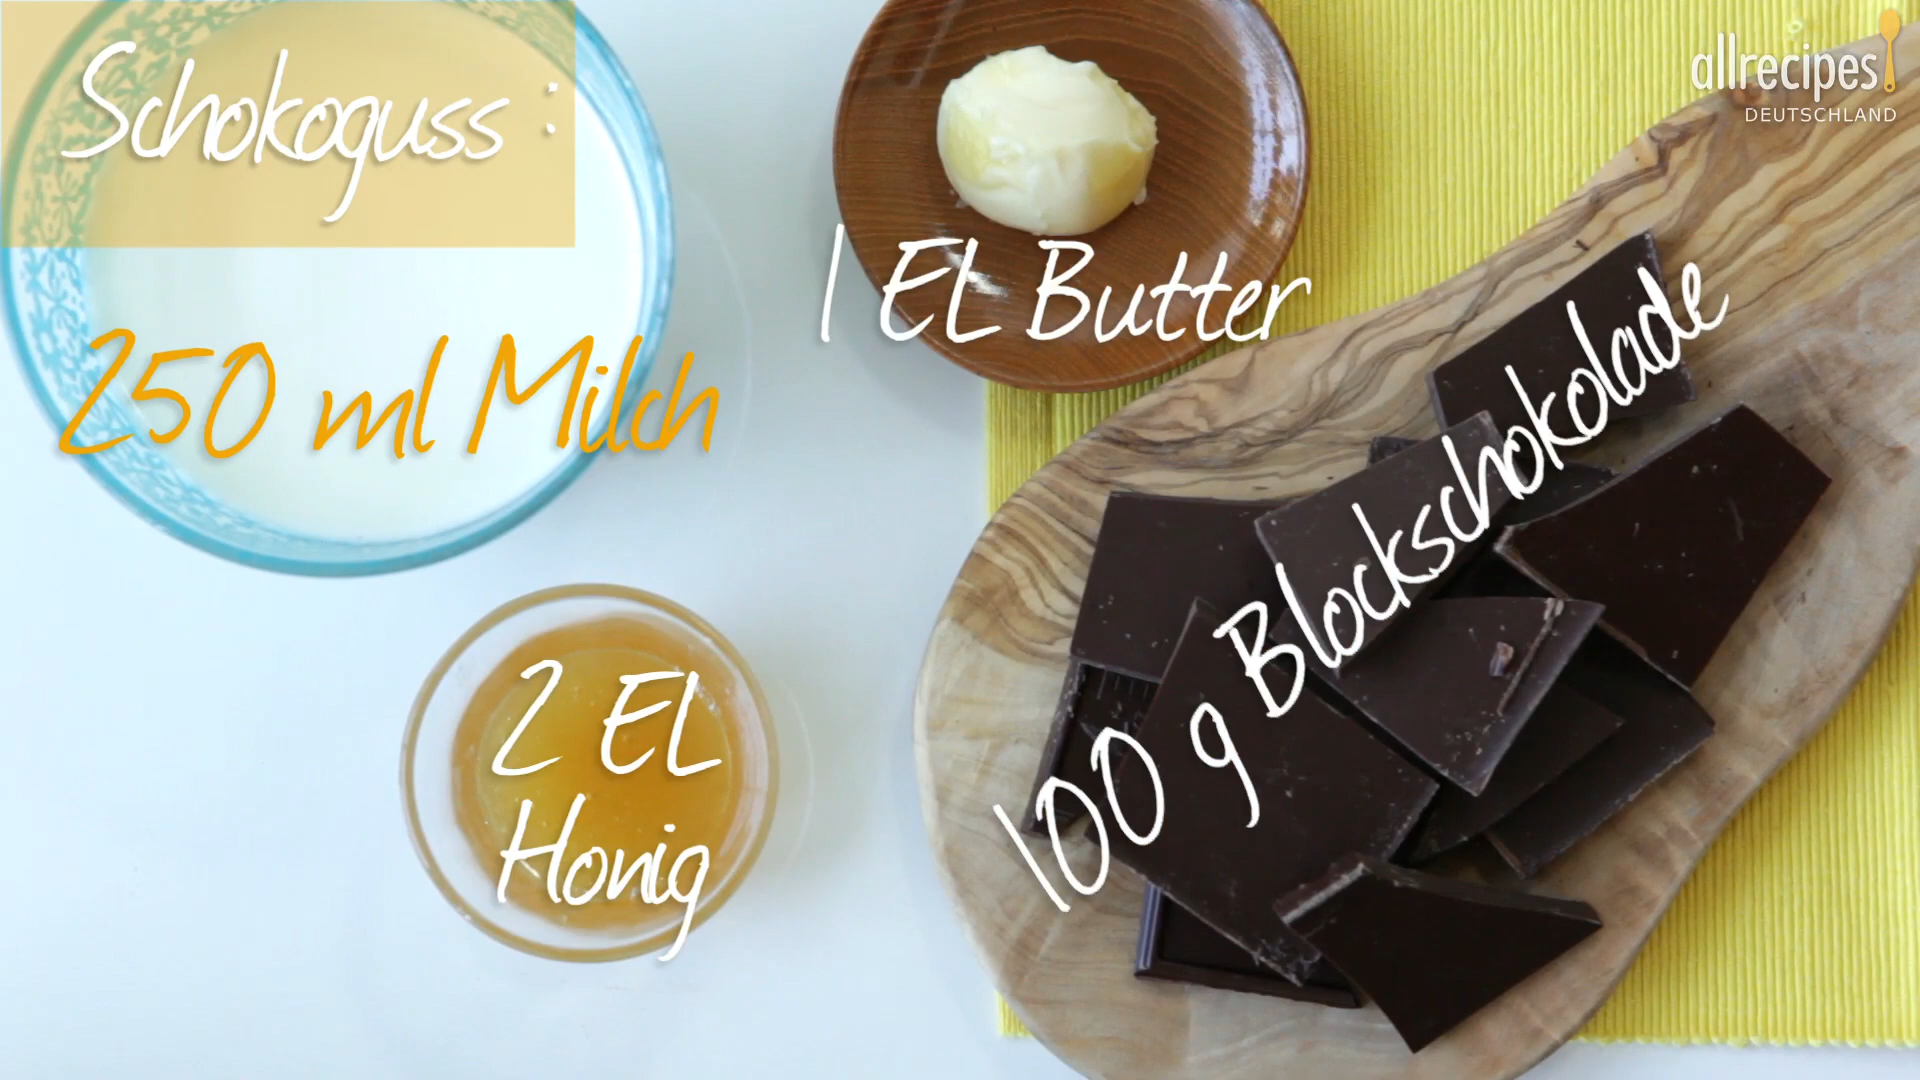 Schokoguss:
allrecipes!
DEUTSCHLAND
250 ml Milch
1 EL Butter
100 g Blockschokolade
2 EL
Honig